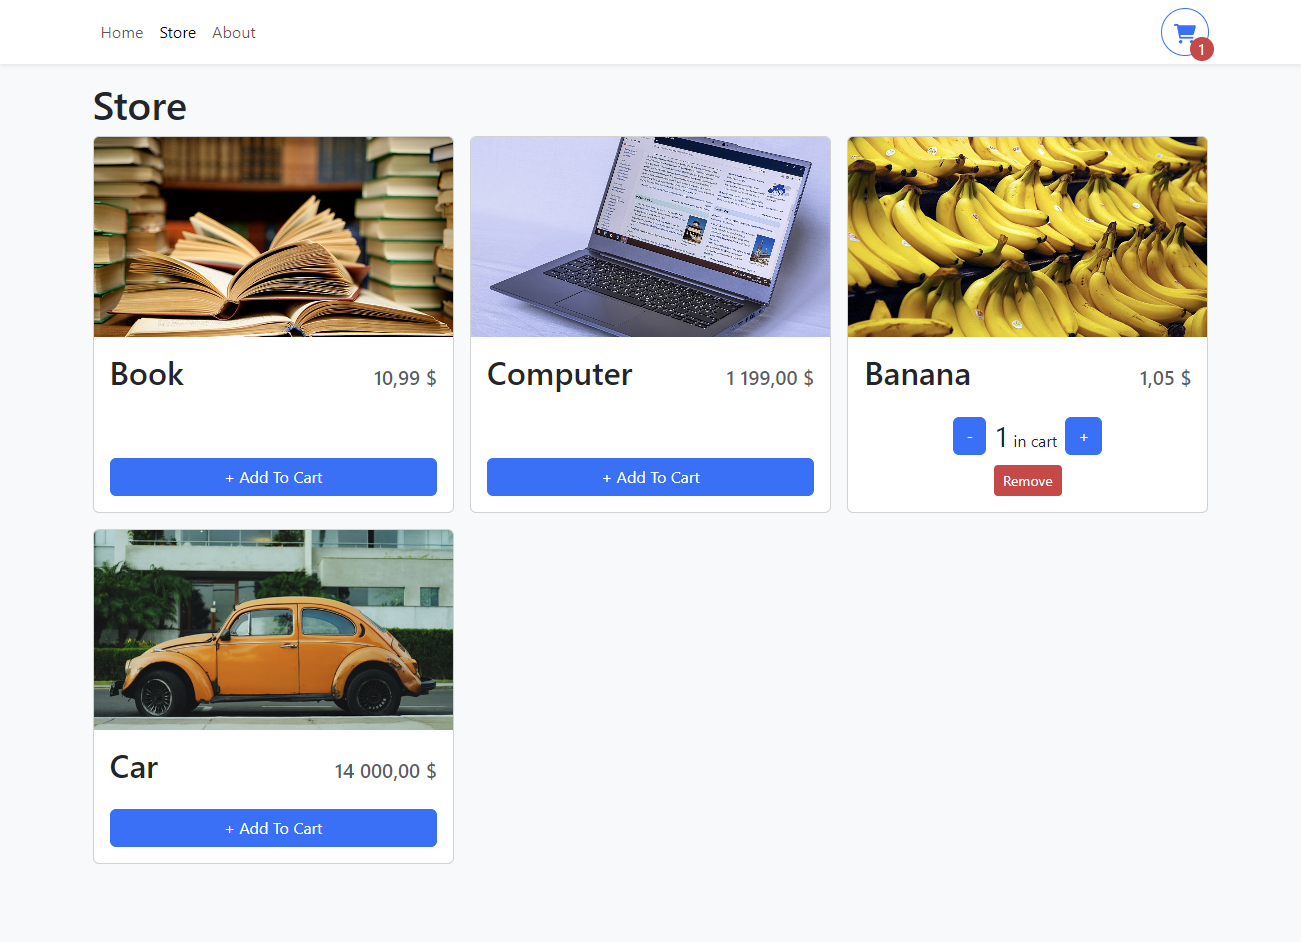 Home Store About
1
Store
Book 10,99 $
+ Add To Cart
Computer 1 199,00 $
+ Add To Cart
Banana 1,05 $
- 1 in cart +
Remove
Car 14 000,00 $
+ Add To Cart